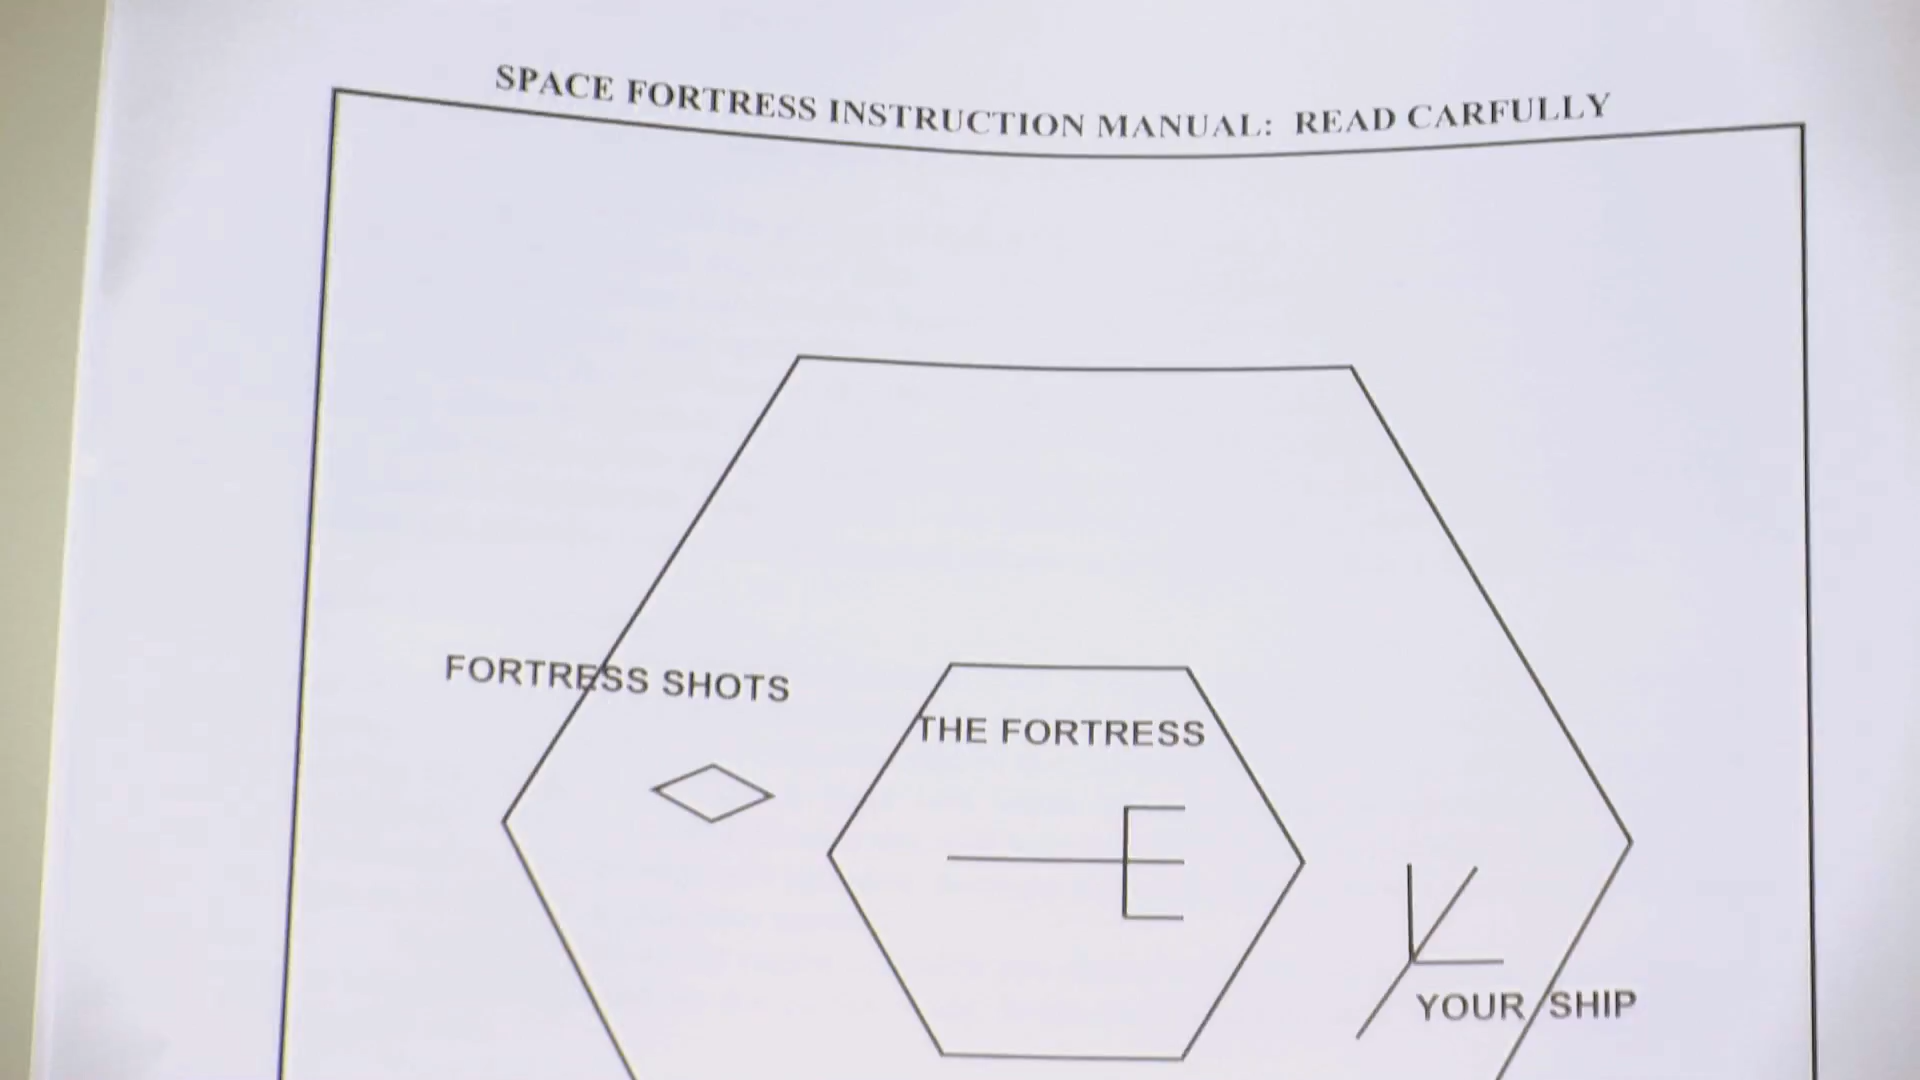 SPACE FORTRESS INSTRUCTION MANUAL: READ CARFULLY
FORTRESS SHOTS
THE FORTRESS
YOUR SHIP